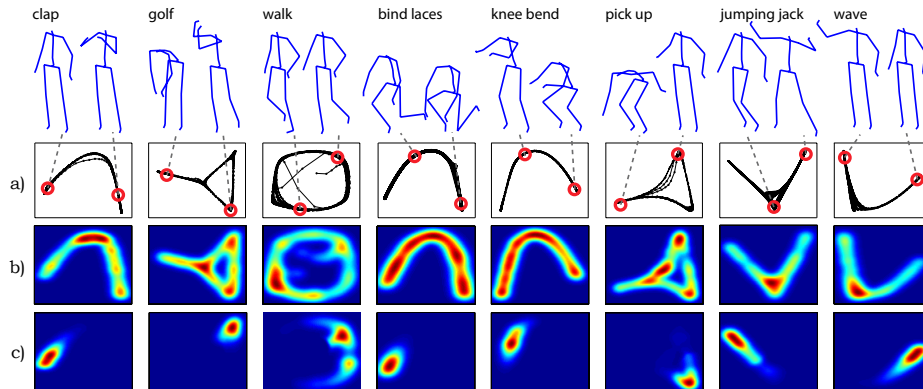 clap golf walk bind laces knee bend pick up jumping jack wave
a)
b)
c)